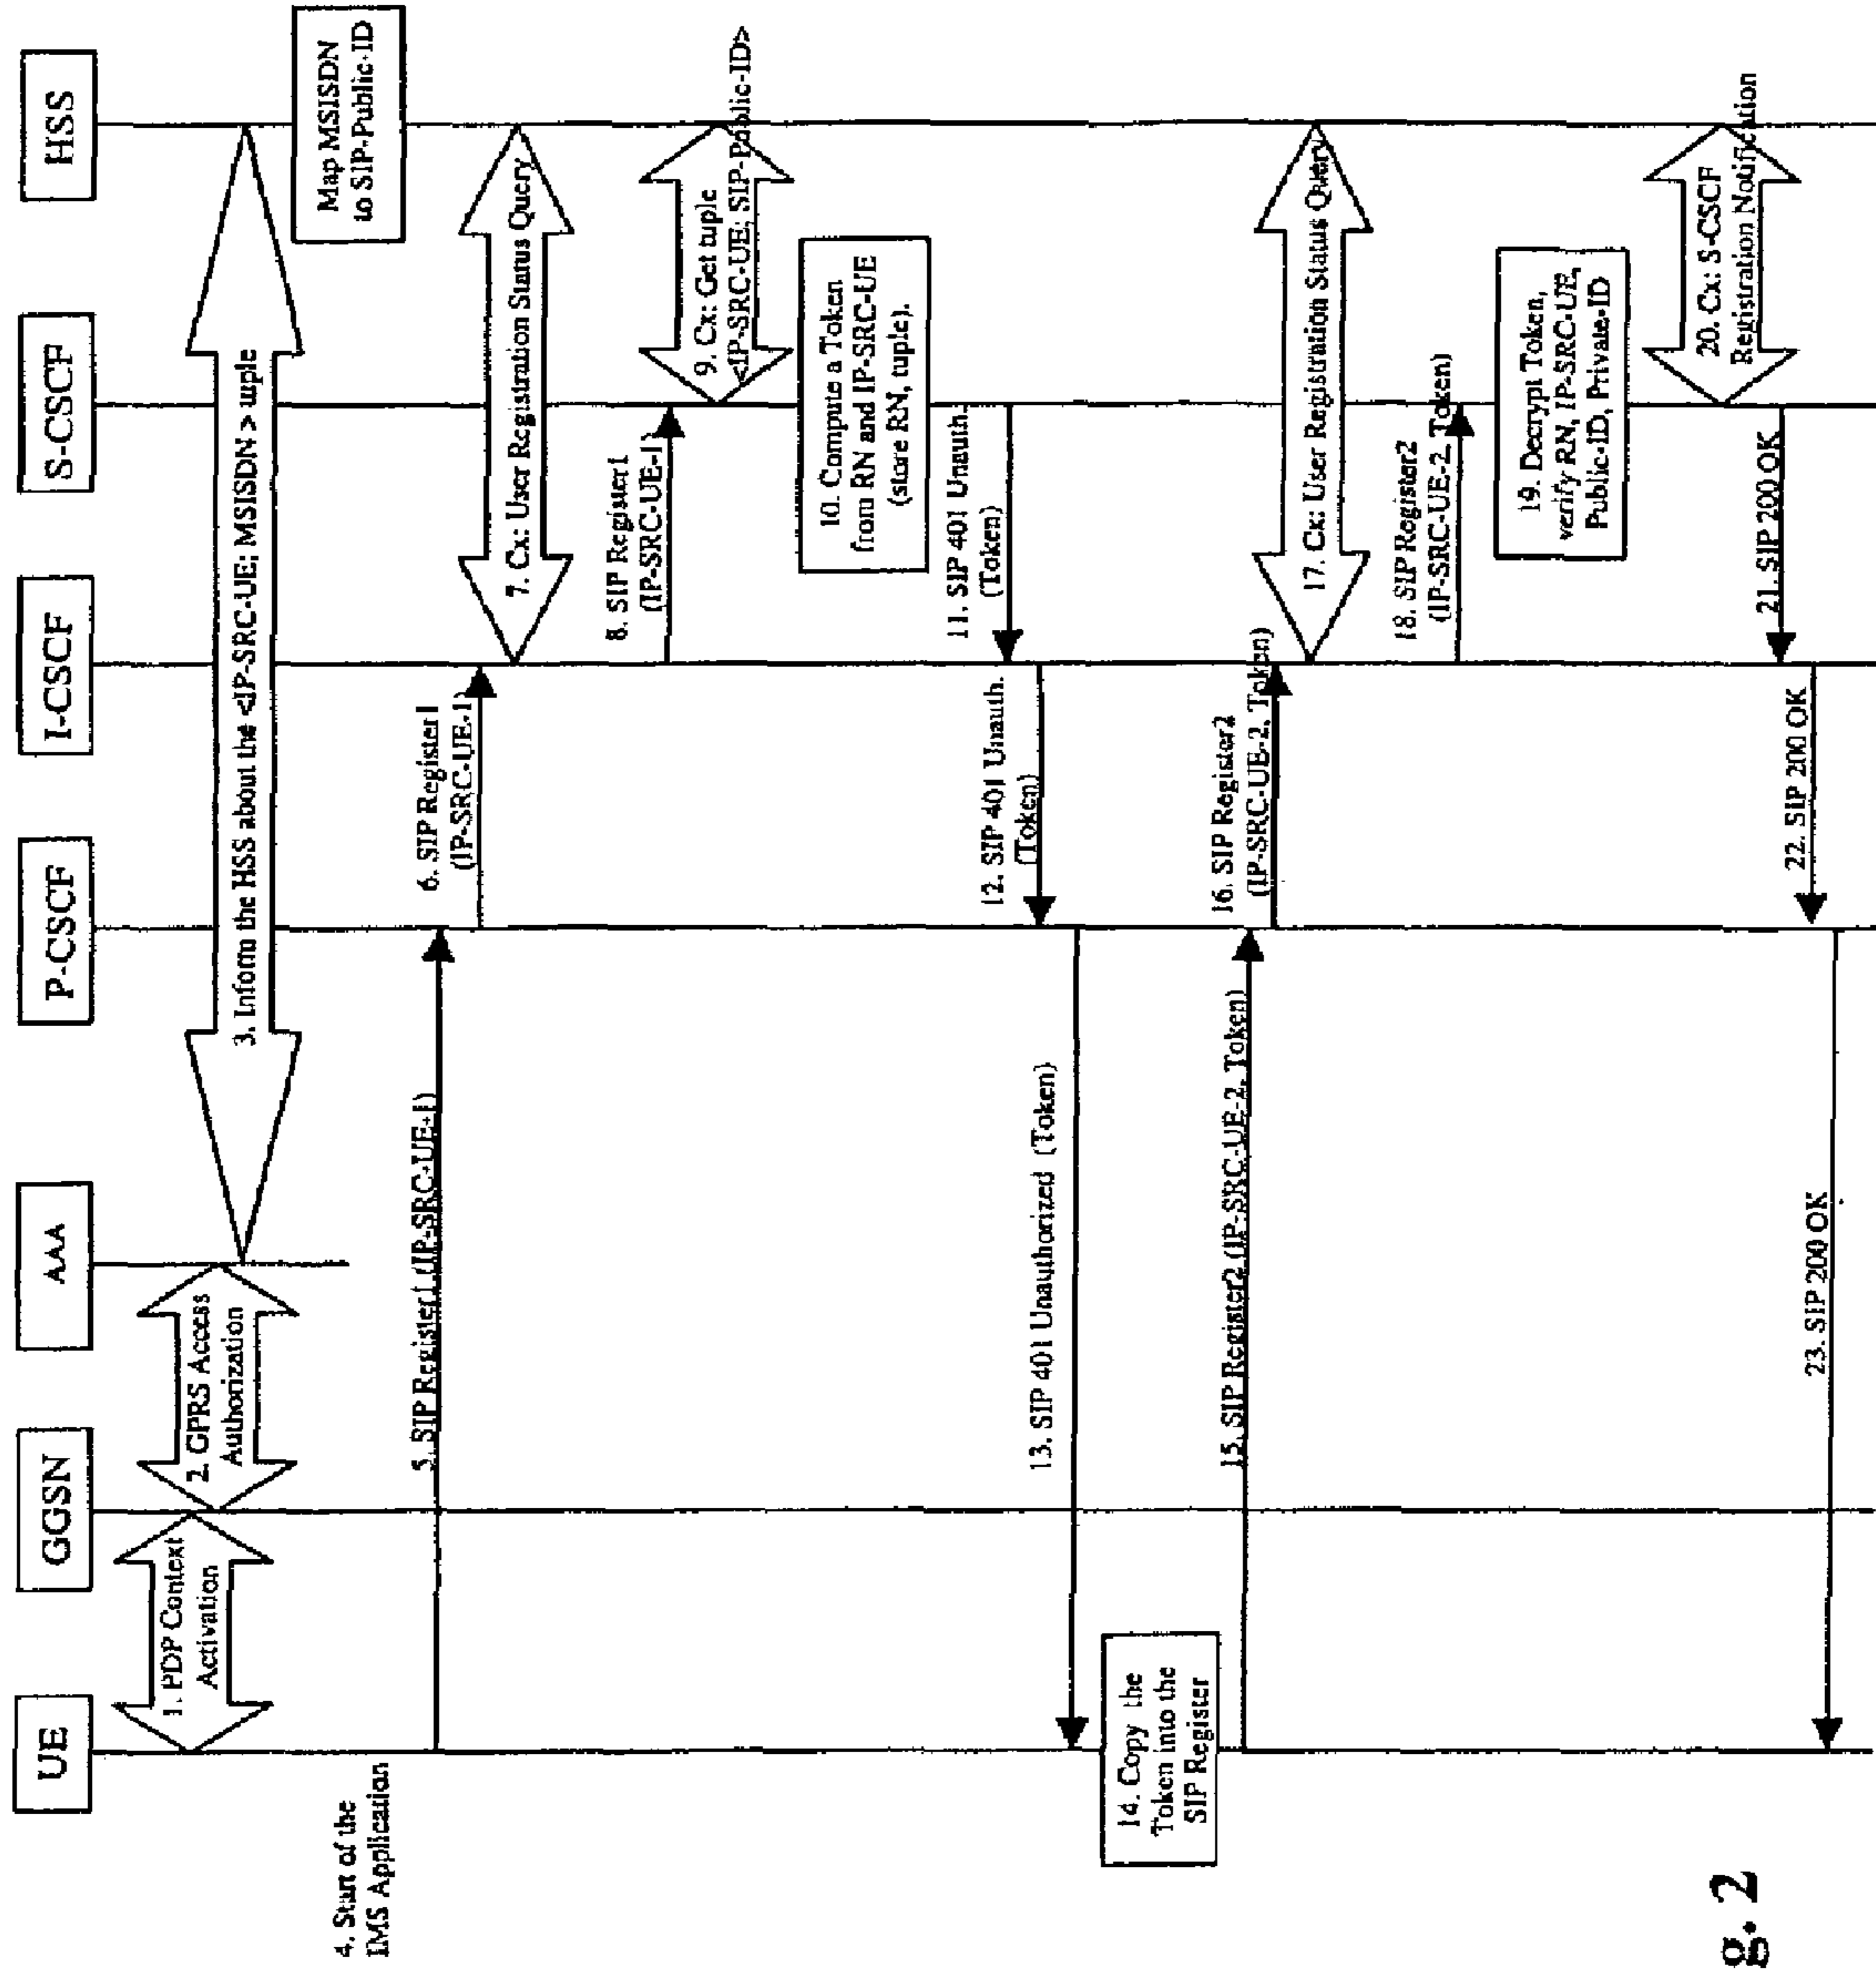 UE
GGSN
AAA
P-CSCF
I-CSCF
S-CSCF
HSS
1. PDP Context
Activation
2. GPRS Access
Authorization
3. Inform the HSS about the <IP-SRC-UE; MSISDN > tuple
Map MSISDN
to SIP-Public-ID
4. Start of the
IMS Application
5. SIP Register1 (IP-SRC-UE-1)
6. SIP Register1
(IP-SRC-UE-1)
7. Cx: User Registration Status Query
8. SIP Register1
(IP-SRC-UE-1)
9. Cx: Get tuple
<IP-SRC-UE; SIP-Public-ID>
10. Compute a Token
from RN and IP-SRC-UE
(store RN, tuple).
11. SIP 401 Unauth.
(Token)
12. SIP 401 Unauth.
(Token)
13. SIP 401 Unauthorized (Token)
14. Copy the
Token into the
SIP Register
15. SIP Register2 (IP-SRC-UE-2, Token)
16. SIP Register2
(IP-SRC-UE-2, Token)
17. Cx: User Registration Status Query
18. SIP Register2
(IP-SRC-UE-2, Token)
19. Decrypt Token,
verify RN, IP-SRC-UE,
Public-ID, Private-ID
20. Cx: S-CSCF
Registration Notification
21. SIP 200 OK
22. SIP 200 OK
23. SIP 200 OK
g. 2